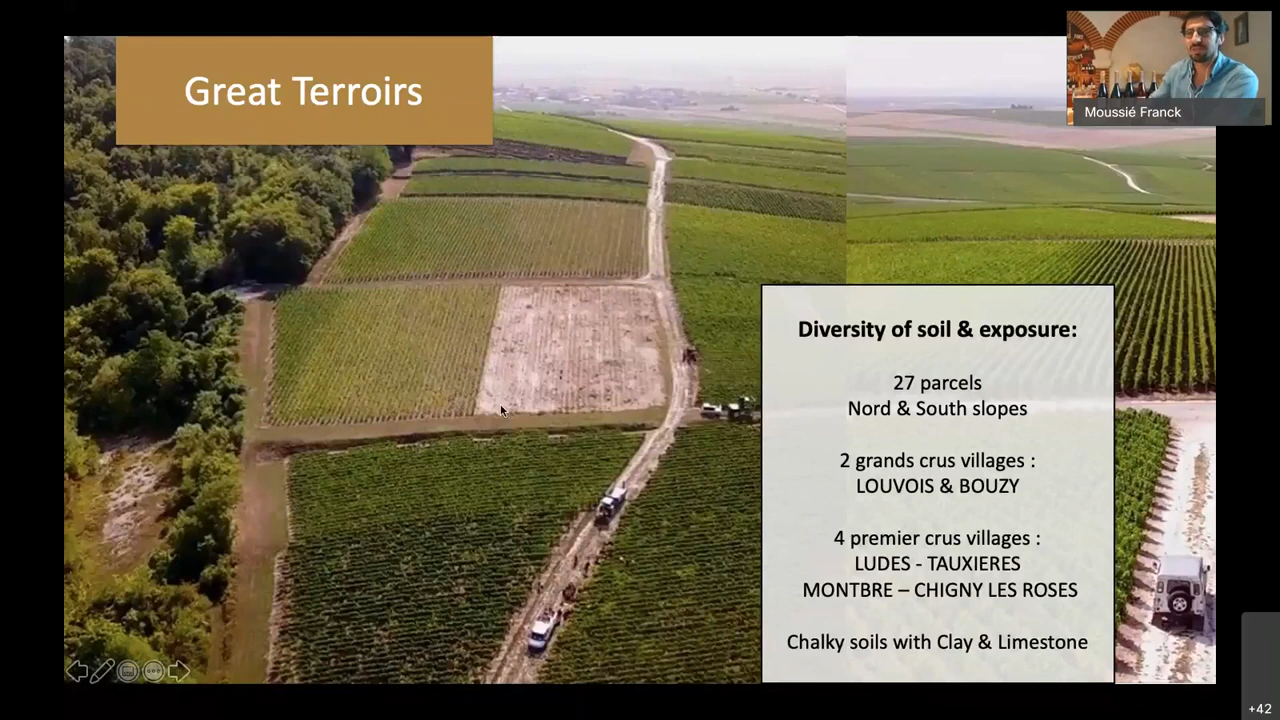 Great Terroirs
Moussié Franck
Diversity of soil & exposure:
27 parcels
Nord & South slopes
2 grands crus villages :
LOUVOIS & BOUZY
4 premier crus villages :
LUDES - TAUXIERES
MONTBRE – CHIGNY LES ROSES
Chalky soils with Clay & Limestone
+42